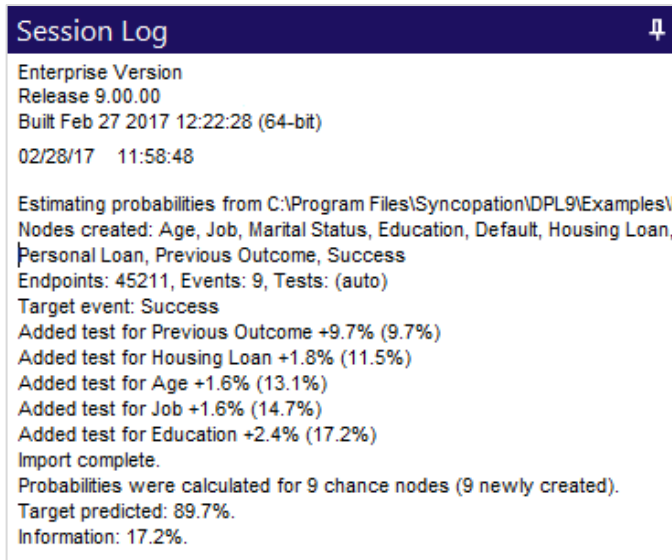 Session Log
Enterprise Version
Release 9.00.00
Built Feb 27 2017 12:22:28 (64-bit)
02/28/17 11:58:48
Estimating probabilities from C:\Program Files\Syncopation\DPL9\Examples\
Nodes created: Age, Job, Marital Status, Education, Default, Housing Loan,
Personal Loan, Previous Outcome, Success
Endpoints: 45211, Events: 9, Tests: (auto)
Target event: Success
Added test for Previous Outcome +9.7% (9.7%)
Added test for Housing Loan +1.8% (11.5%)
Added test for Age +1.6% (13.1%)
Added test for Job +1.6% (14.7%)
Added test for Education +2.4% (17.2%)
Import complete.
Probabilities were calculated for 9 chance nodes (9 newly created).
Target predicted: 89.7%.
Information: 17.2%.